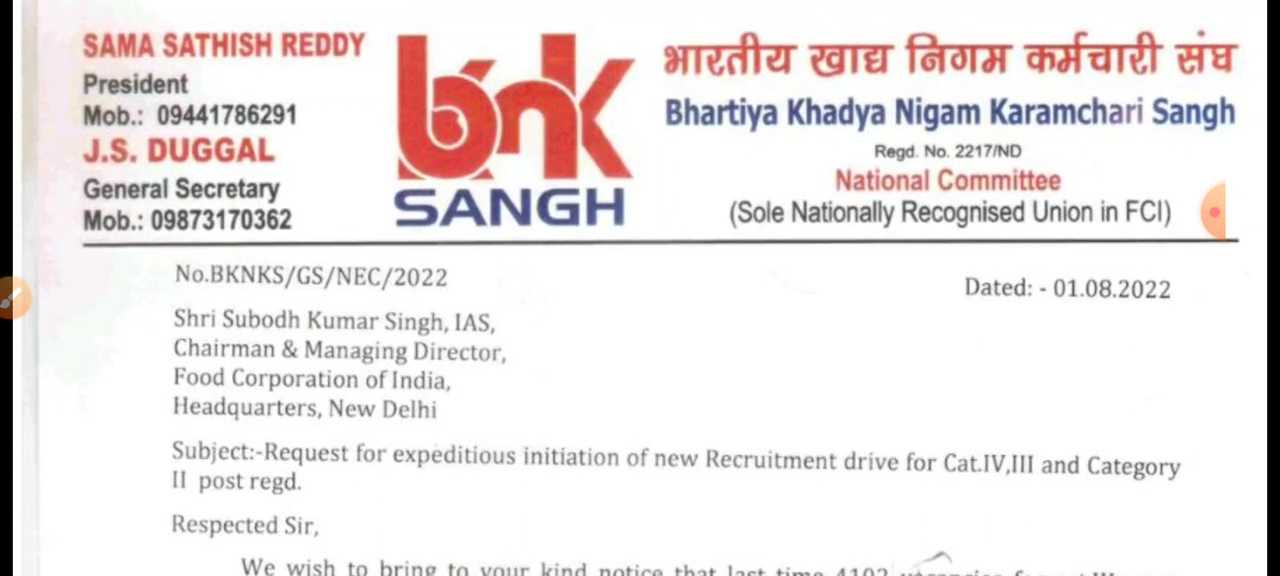 SAMA SATHISH REDDY
President
Mob.: 09441786291
J.S. DUGGAL
General Secretary
Mob.: 09873170362
bnk
SANGH
भारतीय खाद्य निगम कर्मचारी संघ
Bhartiya Khadya Nigam Karamchari Sangh
Regd. No. 2217/ND
National Committee
(Sole Nationally Recognised Union in FCI)
No.BKNKS/GS/NEC/2022
Dated: - 01.08.2022
Shri Subodh Kumar Singh, IAS,
Chairman & Managing Director,
Food Corporation of India,
Headquarters, New Delhi
Subject:-Request for expeditious initiation of new Recruitment drive for Cat.IV,III and Category
II post regd.
Respected Sir,
We wish to bring to your kind notice that last time